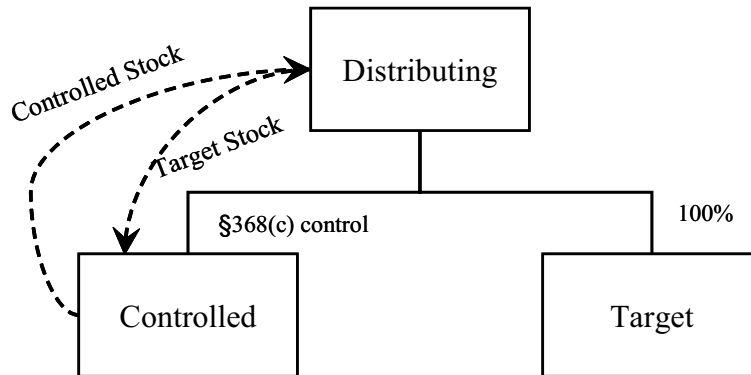 Distributing
Controlled Stock
Target Stock
§368(c) control
100%
Controlled
Target